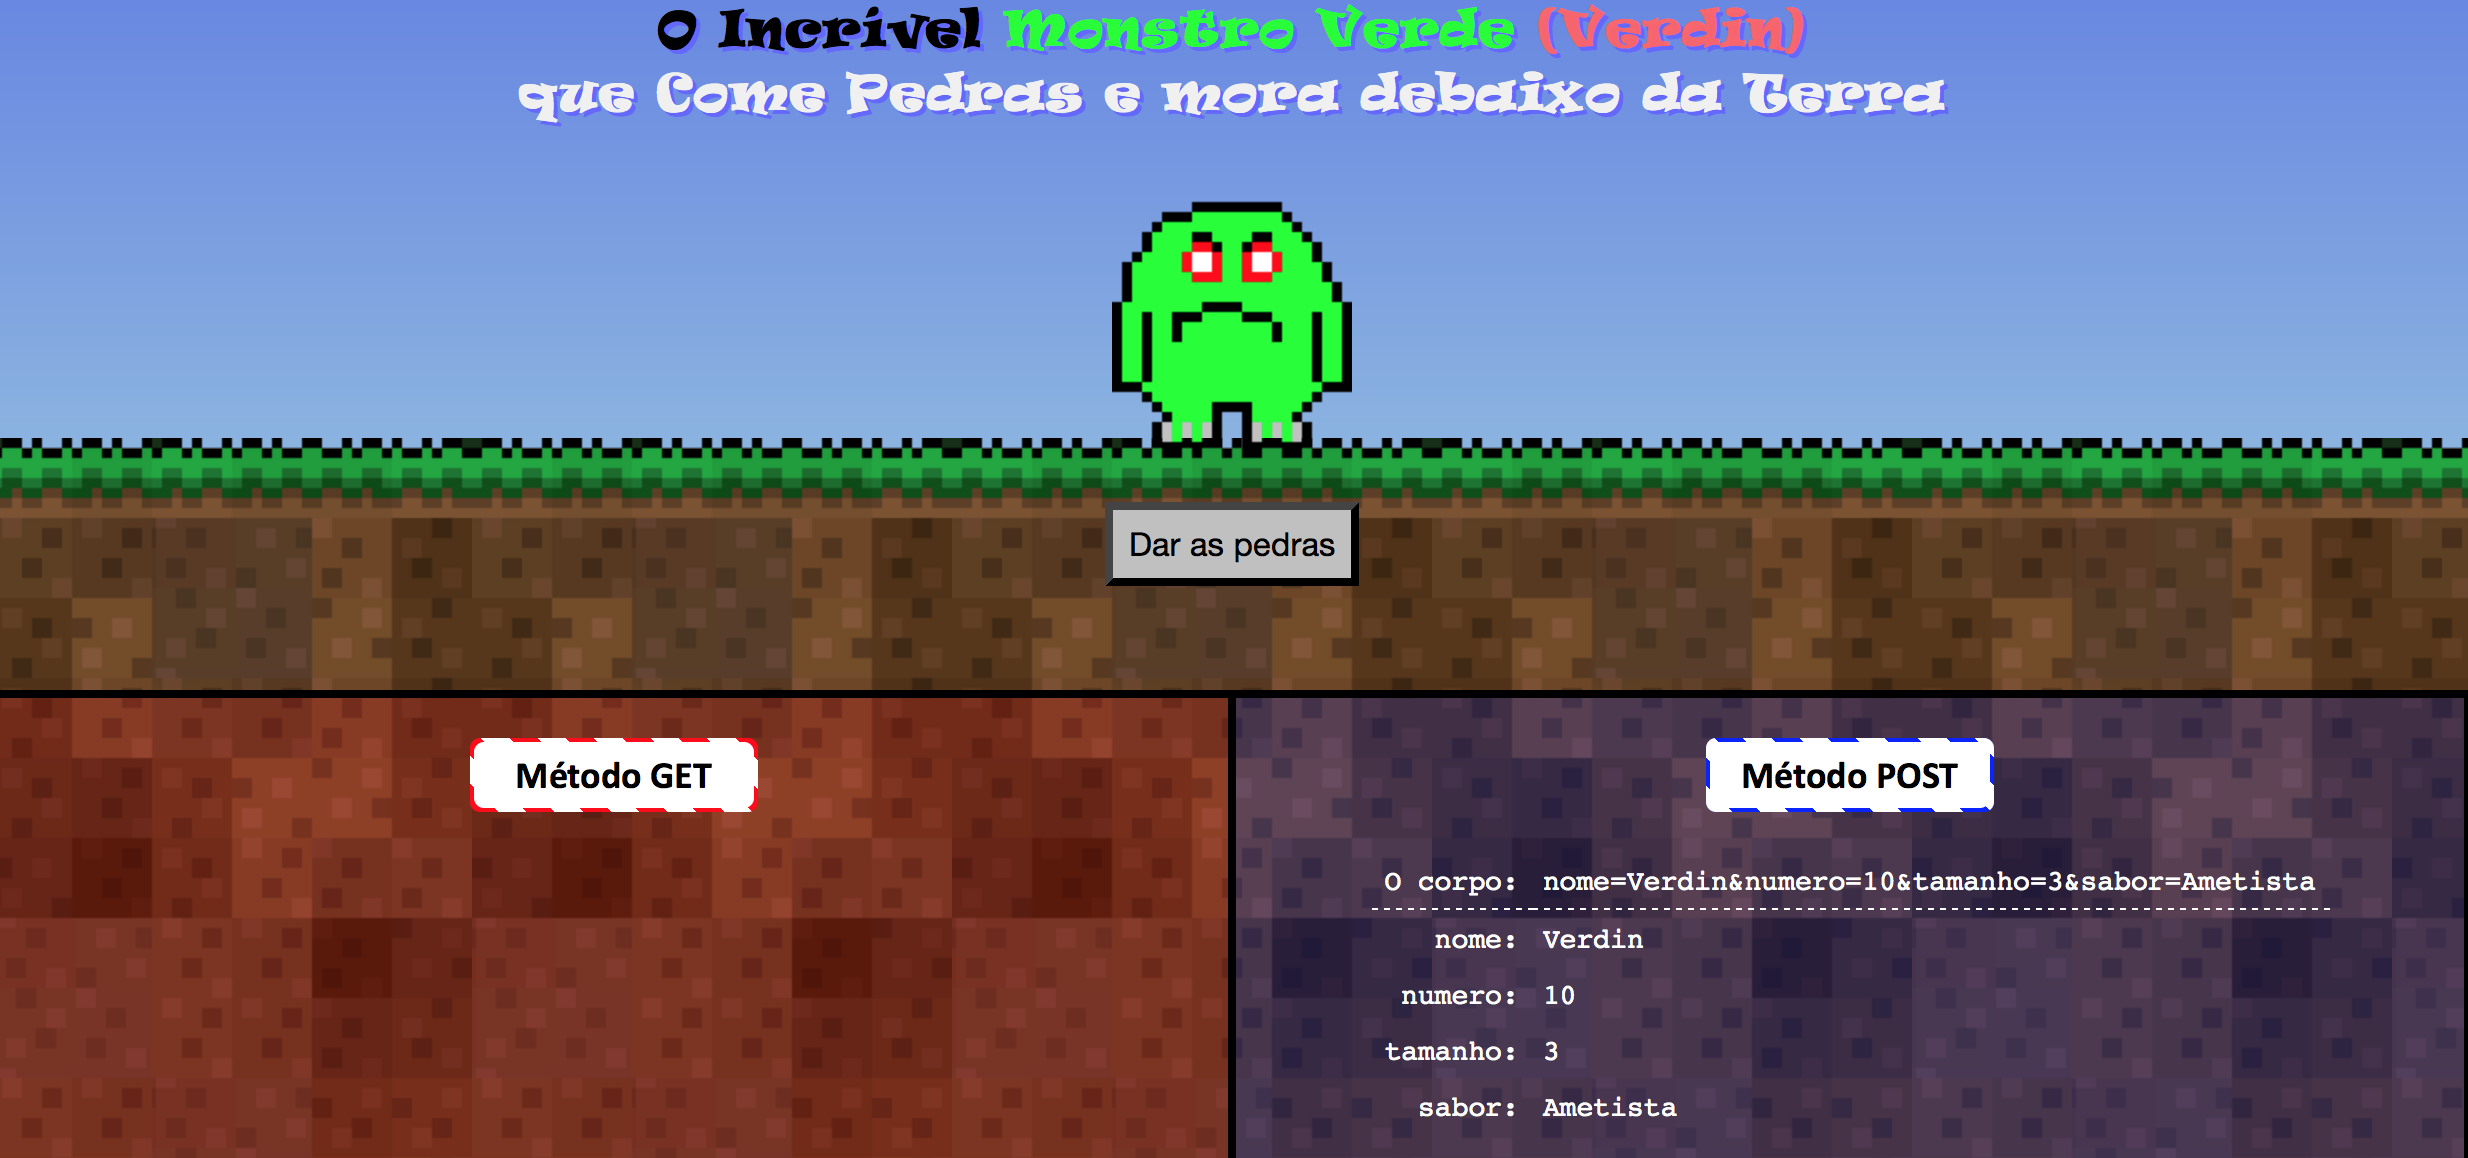 O Incrível Monstro Verde (Verdin)
que Come Pedras e mora debaixo da Terra
Dar as pedras
Método GET
Método POST
O corpo: nome=Verdin&numero=10&tamanho=3&sabor=Ametista
nome: Verdin
numero: 10
tamanho: 3
sabor: Ametista